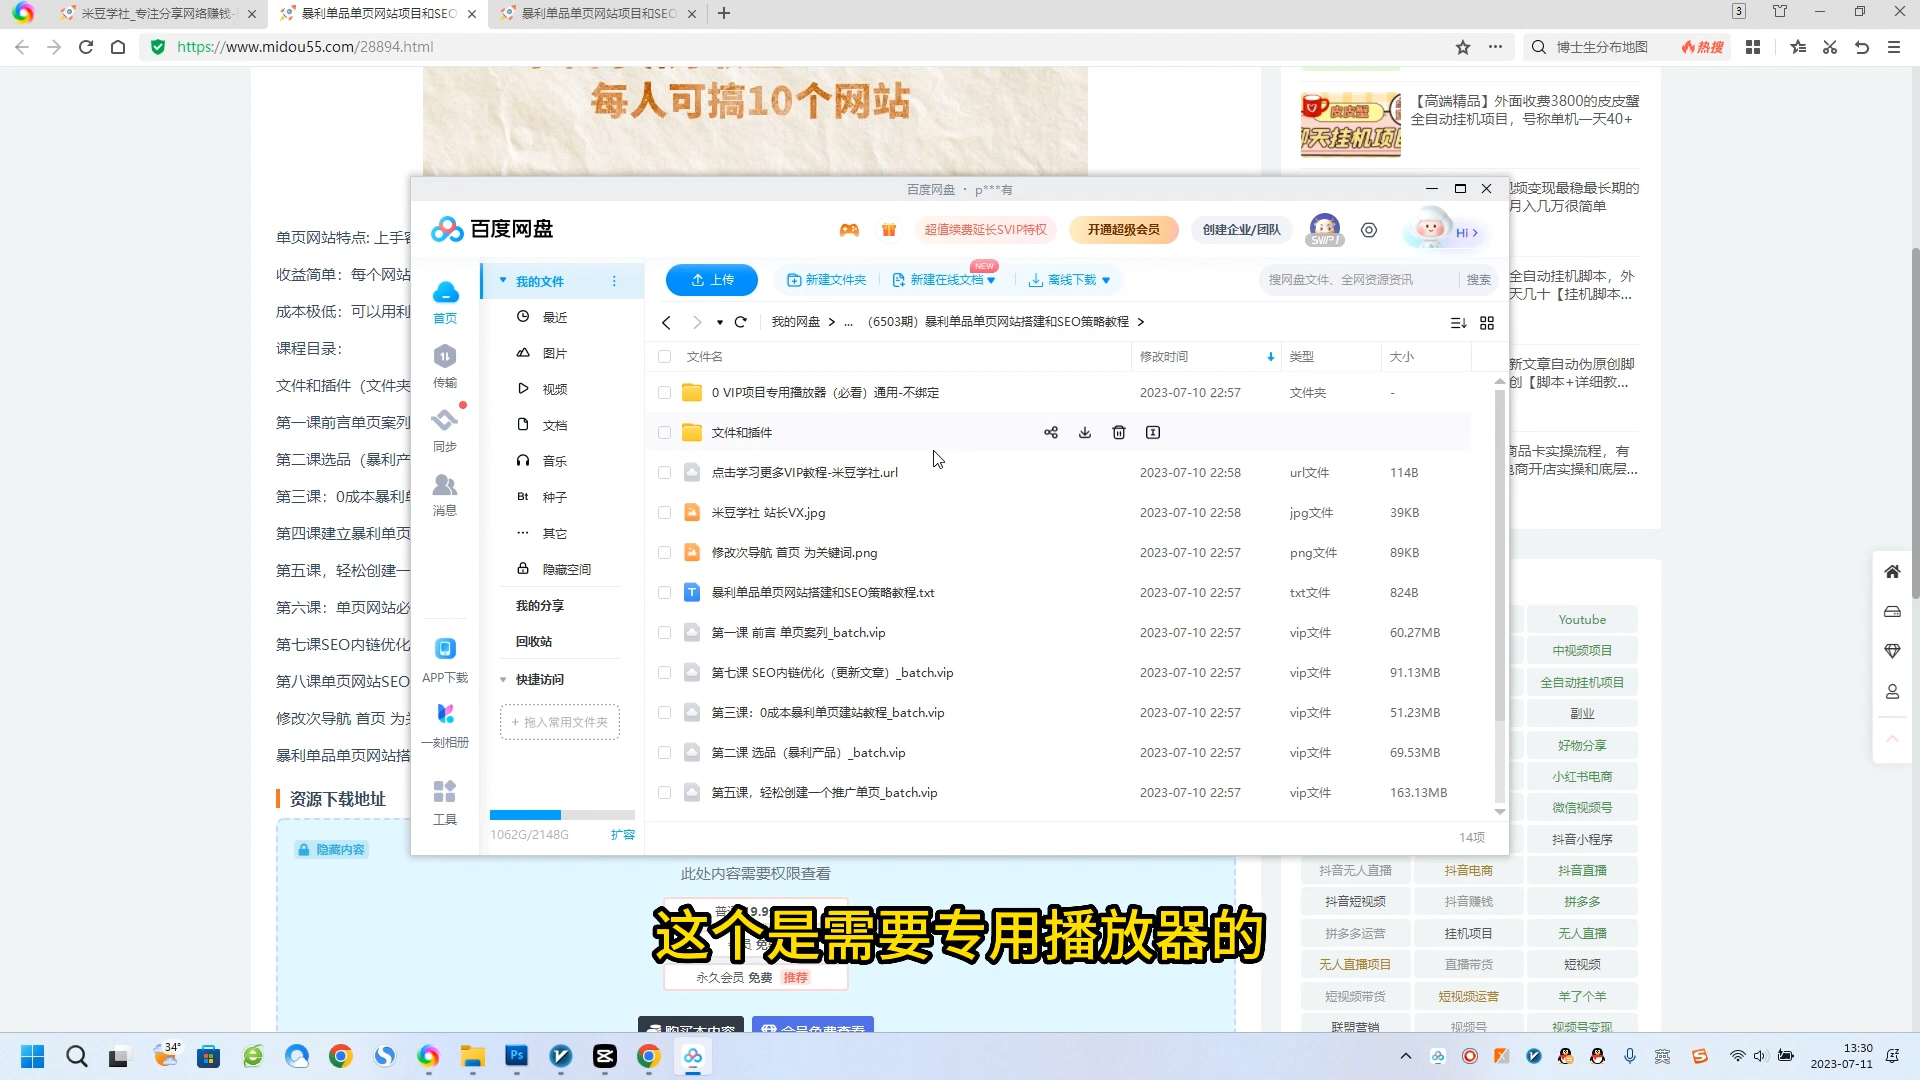 米豆学社_专注分享网络赚钱-
暴利单品单页网站项目和SEO
暴利单品单页网站项目和SEO
3
https://www.midou55.com/28894.html
博士生分布地图
热搜
每人可搞10个网站
【高端精品】外面收费3800的皮皮蟹
全自动挂机项目，号称单机一天40+
皮皮蟹
视频变现最稳最长期的
月入几万很简单
全自动挂机脚本，外
天几十【挂机脚本...
新文章自动伪原创脚
创【脚本+详细教...
商品卡实操流程，有
电商开店实操和底层...
单页网站特点: 上手容
收益简单：每个网站
成本极低：可以用利
课程目录：
文件和插件（文件夹
第一课前言单页案列
第二课选品（暴利产
第三课：0成本暴利单
第四课建立暴利单页
第五课，轻松创建一
第六课：单页网站必
第七课SEO内链优化
第八课单页网站SEO
修改次导航 首页 为关
暴利单品单页网站搭
资源下载地址
隐藏内容
百度网盘 · p***有
百度网盘
超值续费延长SVIP特权
开通超级会员
创建企业/团队
SVIP1
Hi >
首页
传输
同步
消息
APP下载
一刻相册
工具
我的文件
最近
图片
视频
文档
音乐
Bt 种子
其它
隐藏空间
我的分享
回收站
快捷访问
+ 拖入常用文件夹
1062G/2148G 扩容
上传
新建文件夹
新建在线文档
NEW
离线下载
搜网盘文件、全网资源资讯
搜索
我的网盘 > ... （6503期）暴利单品单页网站搭建和SEO策略教程 >
文件名 修改时间 类型 大小
0 VIP项目专用播放器（必看）通用-不绑定 2023-07-10 22:57 文件夹 -
文件和插件
点击学习更多VIP教程-米豆学社.url 2023-07-10 22:58 url文件 114B
米豆学社 站长VX.jpg 2023-07-10 22:58 jpg文件 39KB
修改次导航 首页 为关键词.png 2023-07-10 22:57 png文件 89KB
暴利单品单页网站搭建和SEO策略教程.txt 2023-07-10 22:57 txt文件 824B
第一课 前言 单页案列_batch.vip 2023-07-10 22:57 vip文件 60.27MB
第七课 SEO内链优化（更新文章）_batch.vip 2023-07-10 22:57 vip文件 91.13MB
第三课：0成本暴利单页建站教程_batch.vip 2023-07-10 22:57 vip文件 51.23MB
第二课 选品（暴利产品）_batch.vip 2023-07-10 22:57 vip文件 69.53MB
第五课，轻松创建一个推广单页_batch.vip 2023-07-10 22:57 vip文件 163.13MB
14项
此处内容需要权限查看
这个是需要专用播放器的
永久会员 免费 推荐
购买本内容
会员免费查看
Youtube
中视频项目
全自动挂机项目
副业
好物分享
小红书电商
微信视频号
抖音小程序
抖音无人直播 抖音电商 抖音直播
抖音短视频 抖音赚钱 拼多多
拼多多运营 挂机项目 无人直播
无人直播项目 直播带货 短视频
短视频带货 短视频运营 羊了个羊
联盟营销 视频号 视频号变现
34°
Ps
英
13:30
2023-07-11